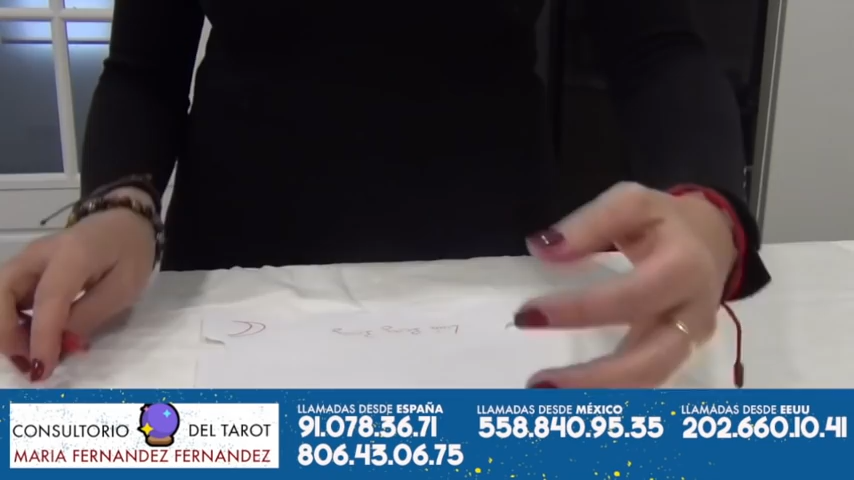 CONSULTORIO DEL TAROT
MARIA FERNANDEZ FERNANDEZ
LLAMADAS DESDE ESPAÑA
91.078.36.71
806.43.06.75
LLAMADAS DESDE MÉXICO
558.840.95.35
LLAMADAS DESDE EEUU
202.660.10.41